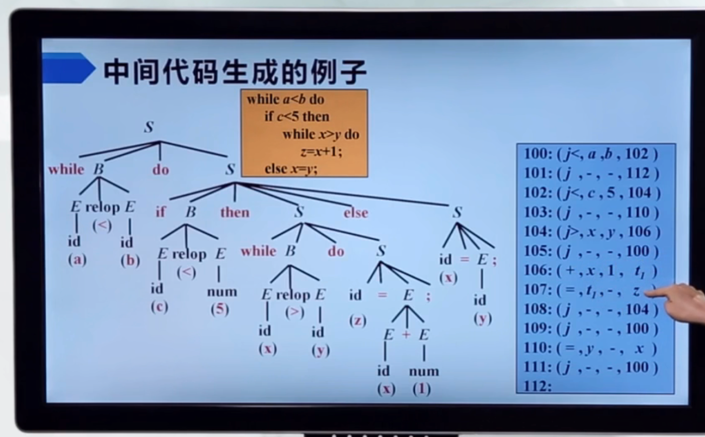 中间代码生成的例子
while a<b do
if c<5 then
while x>y do
z=x+1;
else x=y;
S
while B do S
E relop E if B then S else S
(<)
id id E relop E while B do S id = E ;
(a) (b) (<) (x)
id num E relop E id = E ; id
(c) (5) (>) (z) (y)
id id E + E
(x) (y)
id num
(x) (1)
100: (j<, a ,b , 102 )
101: (j , -, -, 112 )
102: (j<, c , 5 , 104 )
103: (j , -, -, 110 )
104: (j>, x , y , 106 )
105: (j , -, -, 100 )
106: ( +, x , 1 , t₁ )
107: ( =, t₁ , -, z
108: (j , -, -, 104 )
109: (j , -, -, 100 )
110: ( =, y , -, x )
111: (j , -, -, 100 )
112: